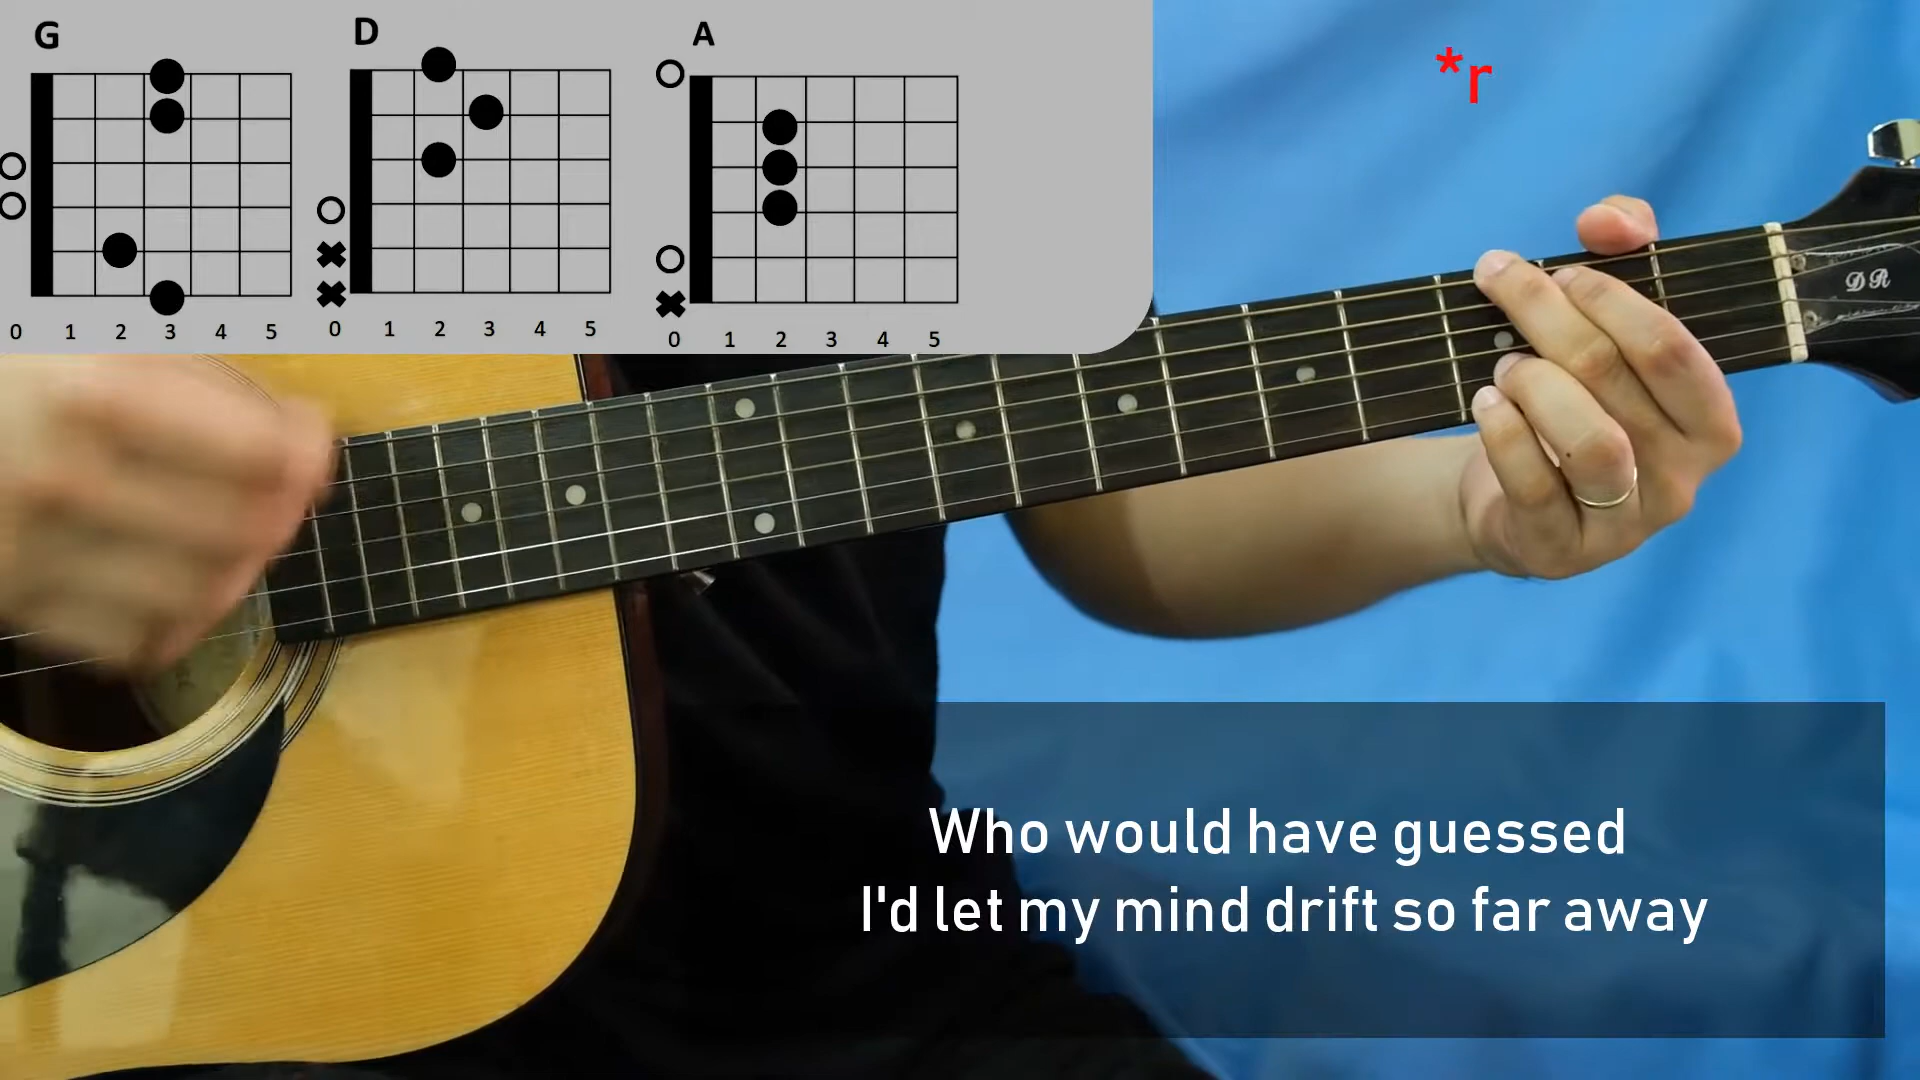 G
D
A
0 1 2 3 4 5
0 1 2 3 4 5
0 1 2 3 4 5
*r
DR
Who would have guessed
I'd let my mind drift so far away